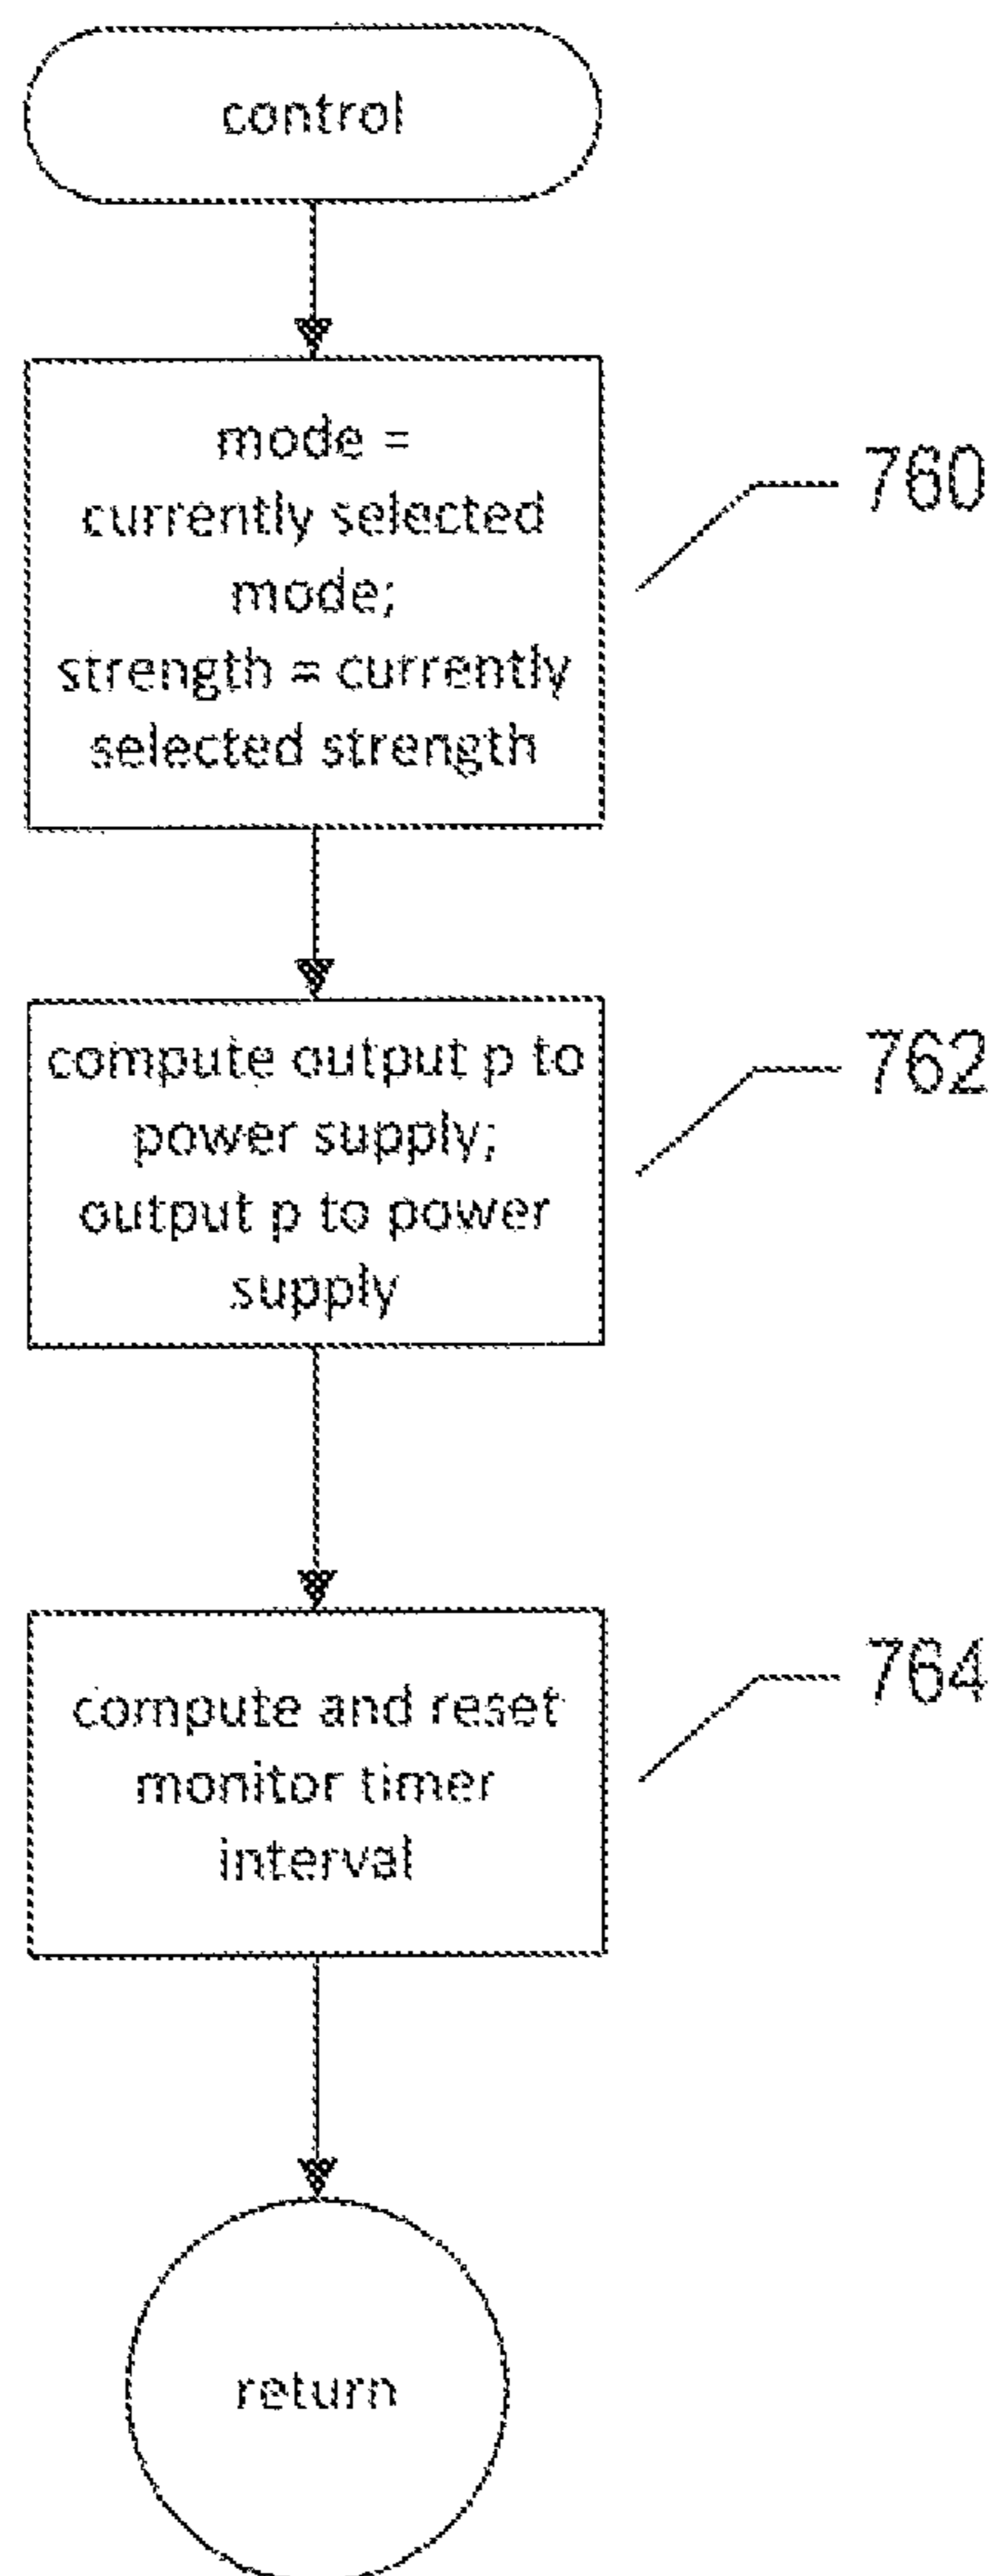 control
mode =
currently selected
mode;
strength = currently
selected strength
760
compute output p to
power supply;
output p to power
supply
762
compute and reset
monitor timer
interval
764
return